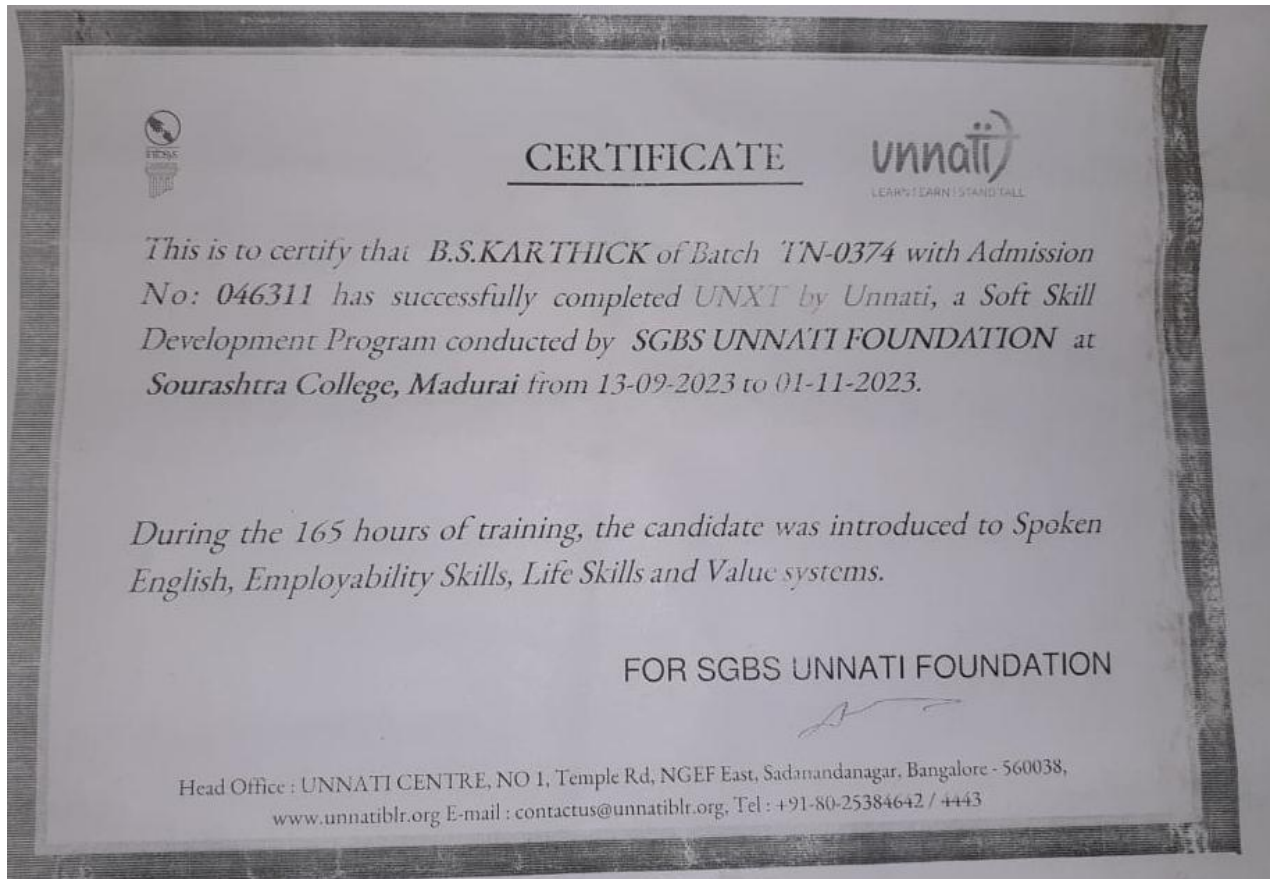 Infosys
CERTIFICATE
unnati
LEARN | EARN | STAND TALL
This is to certify that B.S.KARTHICK of Batch TN-0374 with Admission
No: 046311 has successfully completed UNXT by Unnati, a Soft Skill
Development Program conducted by SGBS UNNATI FOUNDATION at
Sourashtra College, Madurai from 13-09-2023 to 01-11-2023.
During the 165 hours of training, the candidate was introduced to Spoken
English, Employability Skills, Life Skills and Value systems.
FOR SGBS UNNATI FOUNDATION
Head Office : UNNATI CENTRE, NO 1, Temple Rd, NGEF East, Sadanandanagar, Bangalore - 560038,
www.unnatiblr.org E-mail : contactus@unnatiblr.org, Tel : +91-80-25384642 / 4443